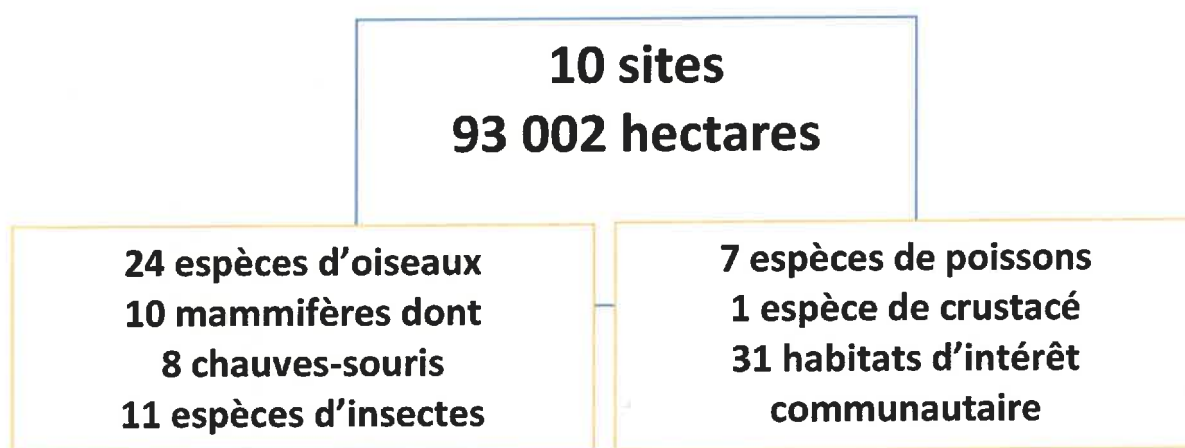 10 sites
93 002 hectares
24 espèces d'oiseaux
10 mammifères dont
8 chauves-souris
11 espèces d'insectes
7 espèces de poissons
1 espèce de crustacé
31 habitats d'intérêt
communautaire